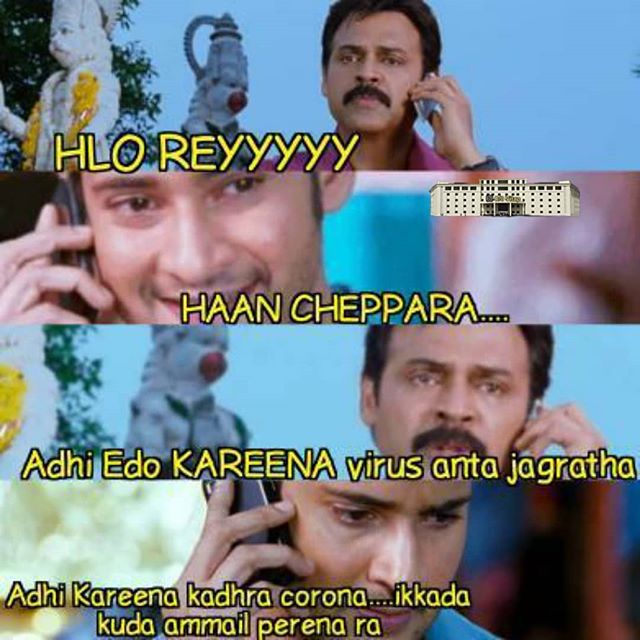 HLO REYYYYY
HAAN CHEPPARA....
Adhi Edo KAREENA virus anta jagratha
Adhi Kareena kadhra corona....ikkada
kuda ammail perena ra